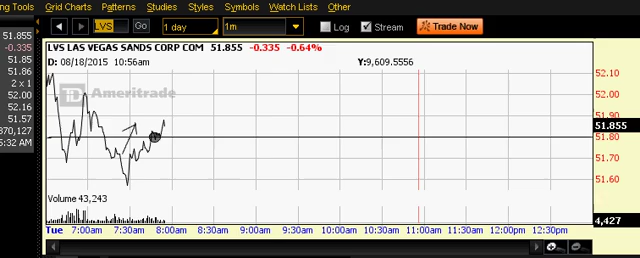 ing Tools Grid Charts Patterns Studies Styles Symbols Watch Lists Other
LVS Go 1 day 1m Log Stream Trade Now
LVS LAS VEGAS SANDS CORP COM 51.855 -0.335 -0.64%
D: 08/18/2015 10:56am Y:9,609.5556
TD Ameritrade
51.855
-0.335
51.85
51.86
2 x 1
52.00
52.16
51.57
370,127
5:32 AM
52.10
52.00
51.90
51.855
51.80
51.70
51.60
Volume 43,243
4,427
Tue 7:00am 7:30am 8:00am 8:30am 9:00am 9:30am 10:00am 10:30am 11:00am 11:30am 12:00pm 12:30pm